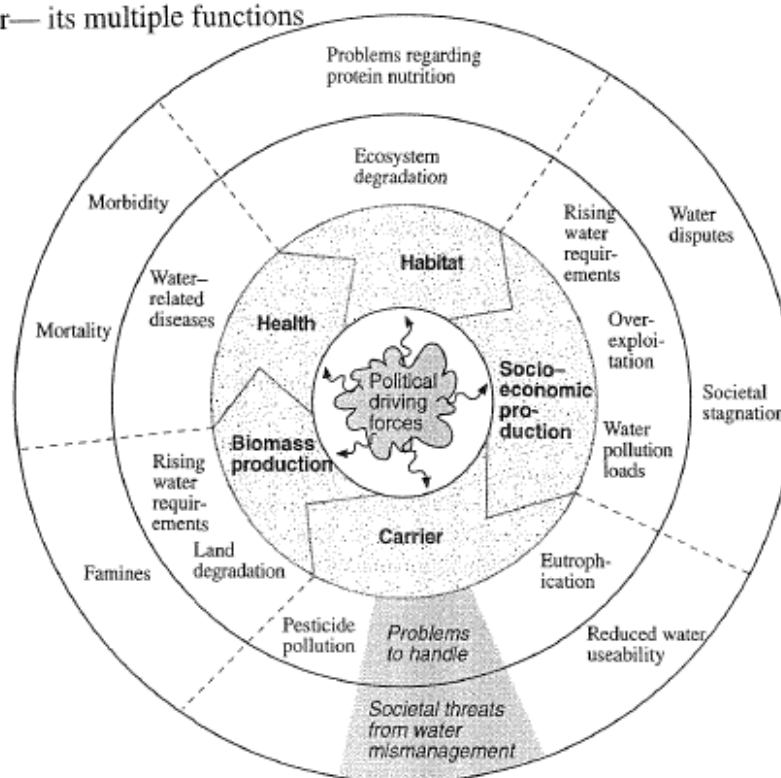 r— its multiple functions
Problems regarding
protein nutrition
Ecosystem
degradation
Morbidity
Mortality
Water–
related
diseases
Rising
water
requir-
ements
Water
disputes
Over-
exploi-
tation
Societal
stagnation
Water
pollution
loads
Habitat
Health
Socio–
economic
pro-
duction
Political
driving
forces
Biomass
production
Carrier
Rising
water
requir-
ements
Land
degradation
Famines
Pesticide
pollution
Problems
to handle
Eutroph-
ication
Reduced water
useability
Societal threats
from water
mismanagement